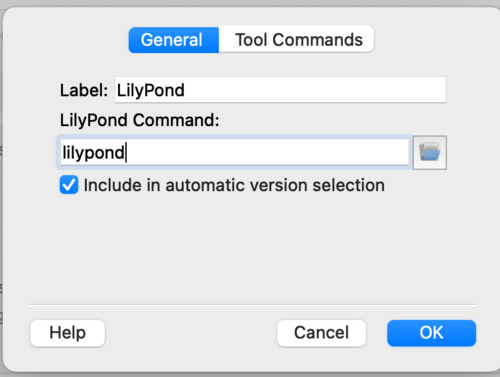 General Tool Commands
Label: LilyPond
LilyPond Command:
lilypond
Include in automatic version selection
Help Cancel OK